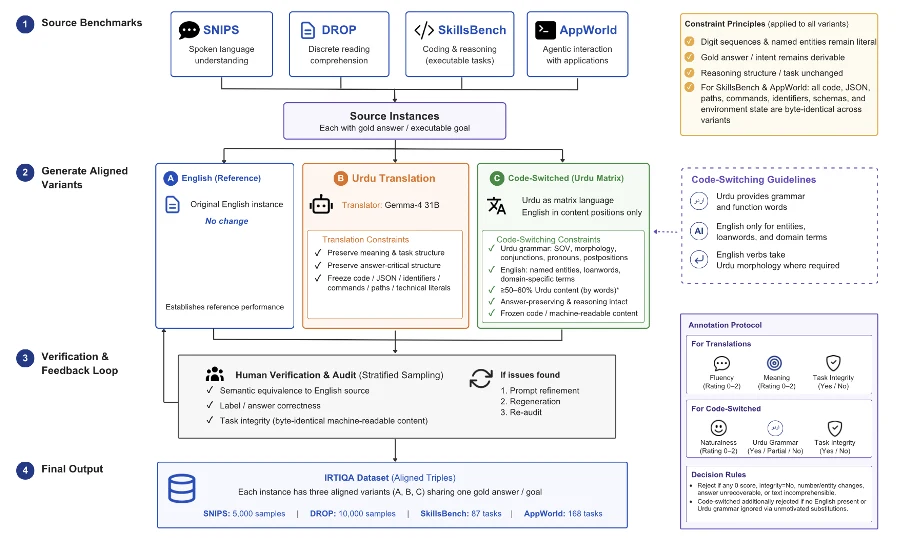 1 Source Benchmarks
SNIPS
Spoken language
understanding
DROP
Discrete reading
comprehension
SkillsBench
Coding & reasoning
(executable tasks)
AppWorld
Agentic interaction
with applications
Source Instances
Each with gold answer / executable goal
Constraint Principles (applied to all variants)
Digit sequences & named entities remain literal
Gold answer / intent remains derivable
Reasoning structure / task unchanged
For SkillsBench & AppWorld: all code, JSON,
paths, commands, identifiers, schemas, and
environment state are byte-identical across
variants
2 Generate Aligned
Variants
A English (Reference)
Original English instance
No change
Establishes reference performance
B Urdu Translation
Translator: Gemma-4 31B
Translation Constraints
✓ Preserve meaning & task structure
✓ Preserve answer-critical structure
✓ Freeze code / JSON / identifiers /
commands / paths / technical literals
C Code-Switched (Urdu Matrix)
Urdu as matrix language
English in content positions only
Code-Switching Constraints
✓ Urdu grammar: SOV, morphology,
conjunctions, pronouns, postpositions
✓ English: named entities, loanwords,
domain-specific terms
✓ ≥50–60% Urdu content (by words)*
✓ Answer-preserving & reasoning intact
✓ Frozen code / machine-readable content
Code-Switching Guidelines
Urdu provides grammar
and function words
AI
English only for entities,
loanwords, and domain terms
English verbs take
Urdu morphology where required
3 Verification &
Feedback Loop
Human Verification & Audit (Stratified Sampling)
✓ Semantic equivalence to English source
✓ Label / answer correctness
✓ Task integrity (byte-identical machine-readable content)
If issues found
1. Prompt refinement
2. Regeneration
3. Re-audit
Annotation Protocol
For Translations
Fluency
(Rating 0–2)
Meaning
(Rating 0–2)
Task Integrity
(Yes / No)
For Code-Switched
Naturalness
(Rating 0–2)
Urdu Grammar
(Yes / Partial / No)
Task Integrity
(Yes / No)
Decision Rules
• Reject if any 0 score, Integrity=No, number/entity changes,
answer unrecoverable, or text incomprehensible.
• Code-switched additionally rejected if no English present or
Urdu grammar ignored via unmotivated substitutions.
4 Final Output
IRTIQA Dataset (Aligned Triples)
Each instance has three aligned variants (A, B, C) sharing one gold answer / goal
SNIPS: 5,000 samples | DROP: 10,000 samples | SkillsBench: 87 tasks | AppWorld: 168 tasks